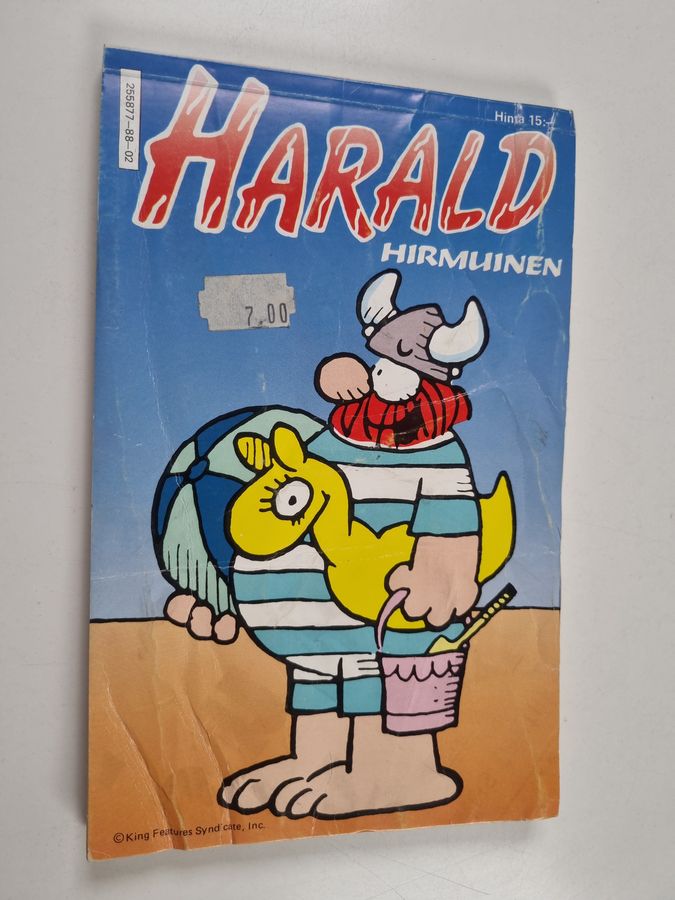 255877-88-02
Hinta 15:-
HARALD
HIRMUINEN
7.00
©King Features Syndicate, Inc.